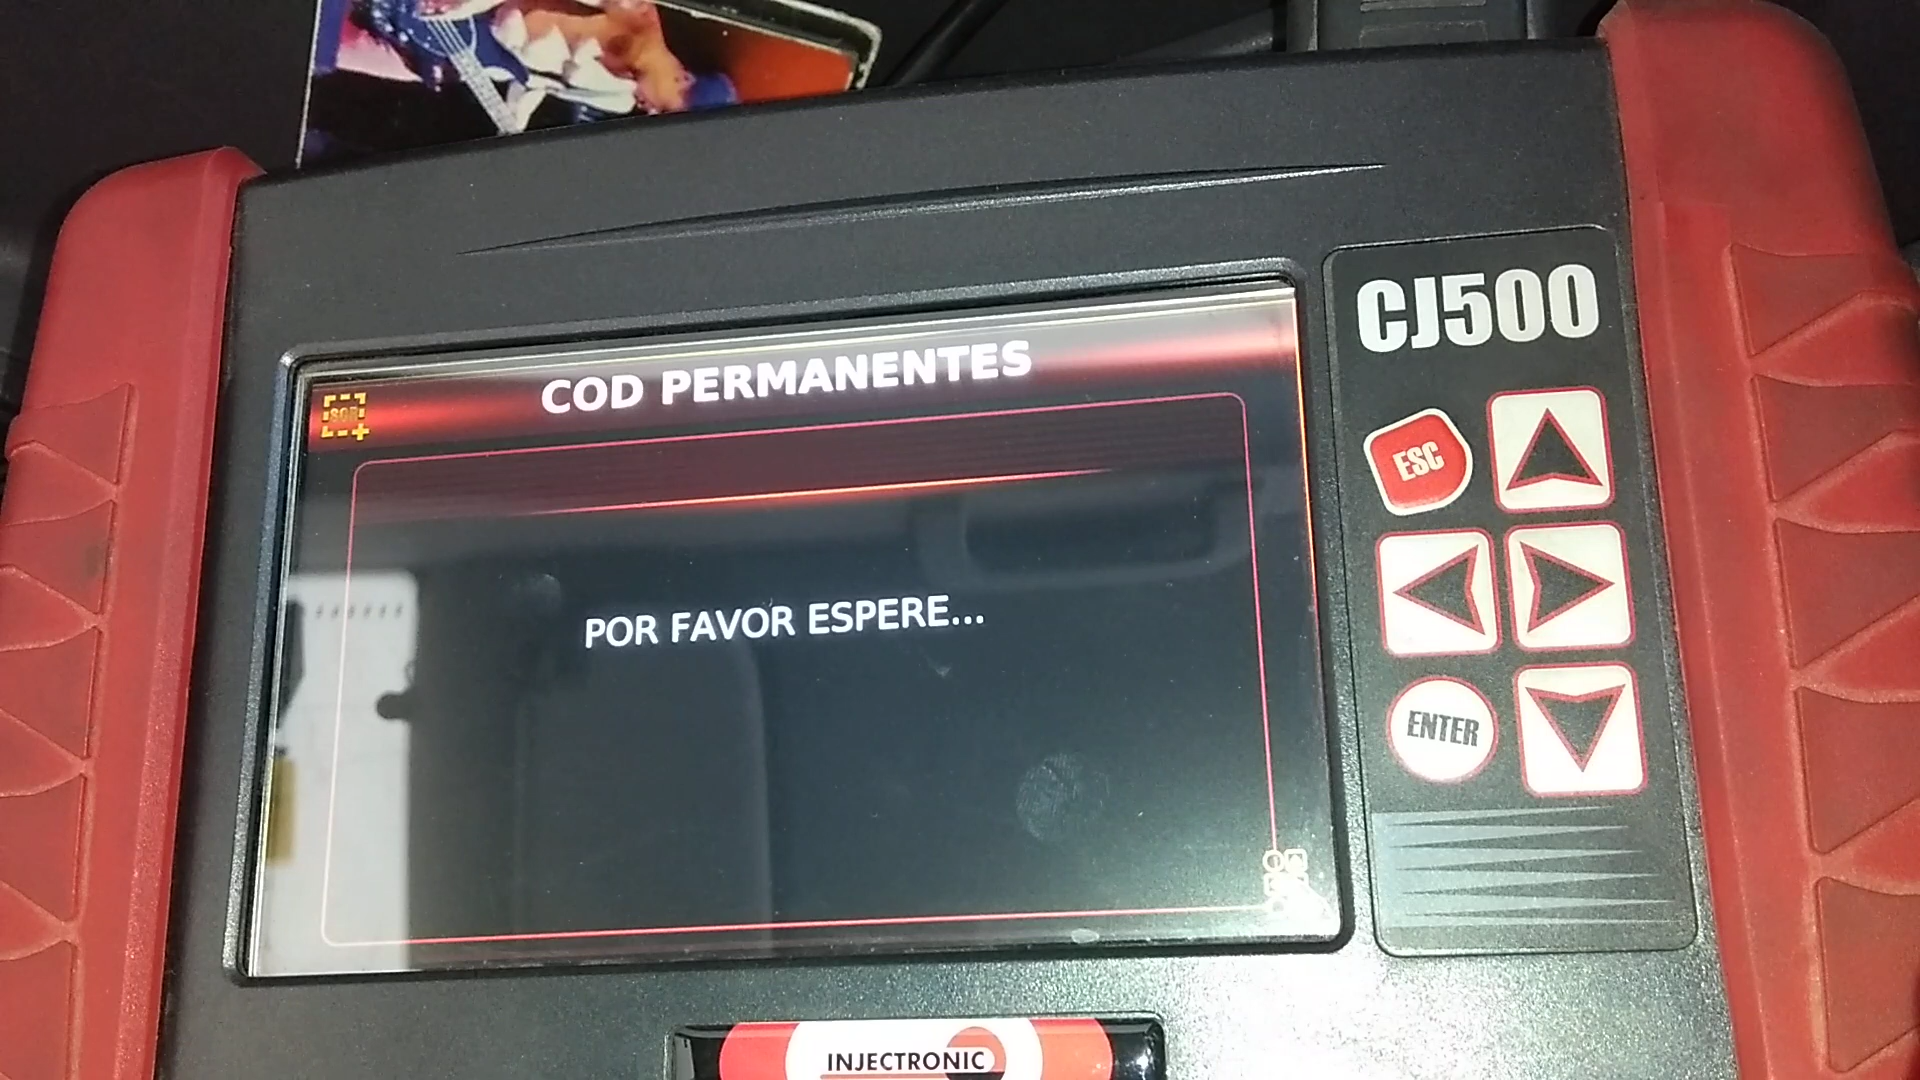 CJ500
COD PERMANENTES
ESC
POR FAVOR ESPERE...
ENTER
INJECTRONIC